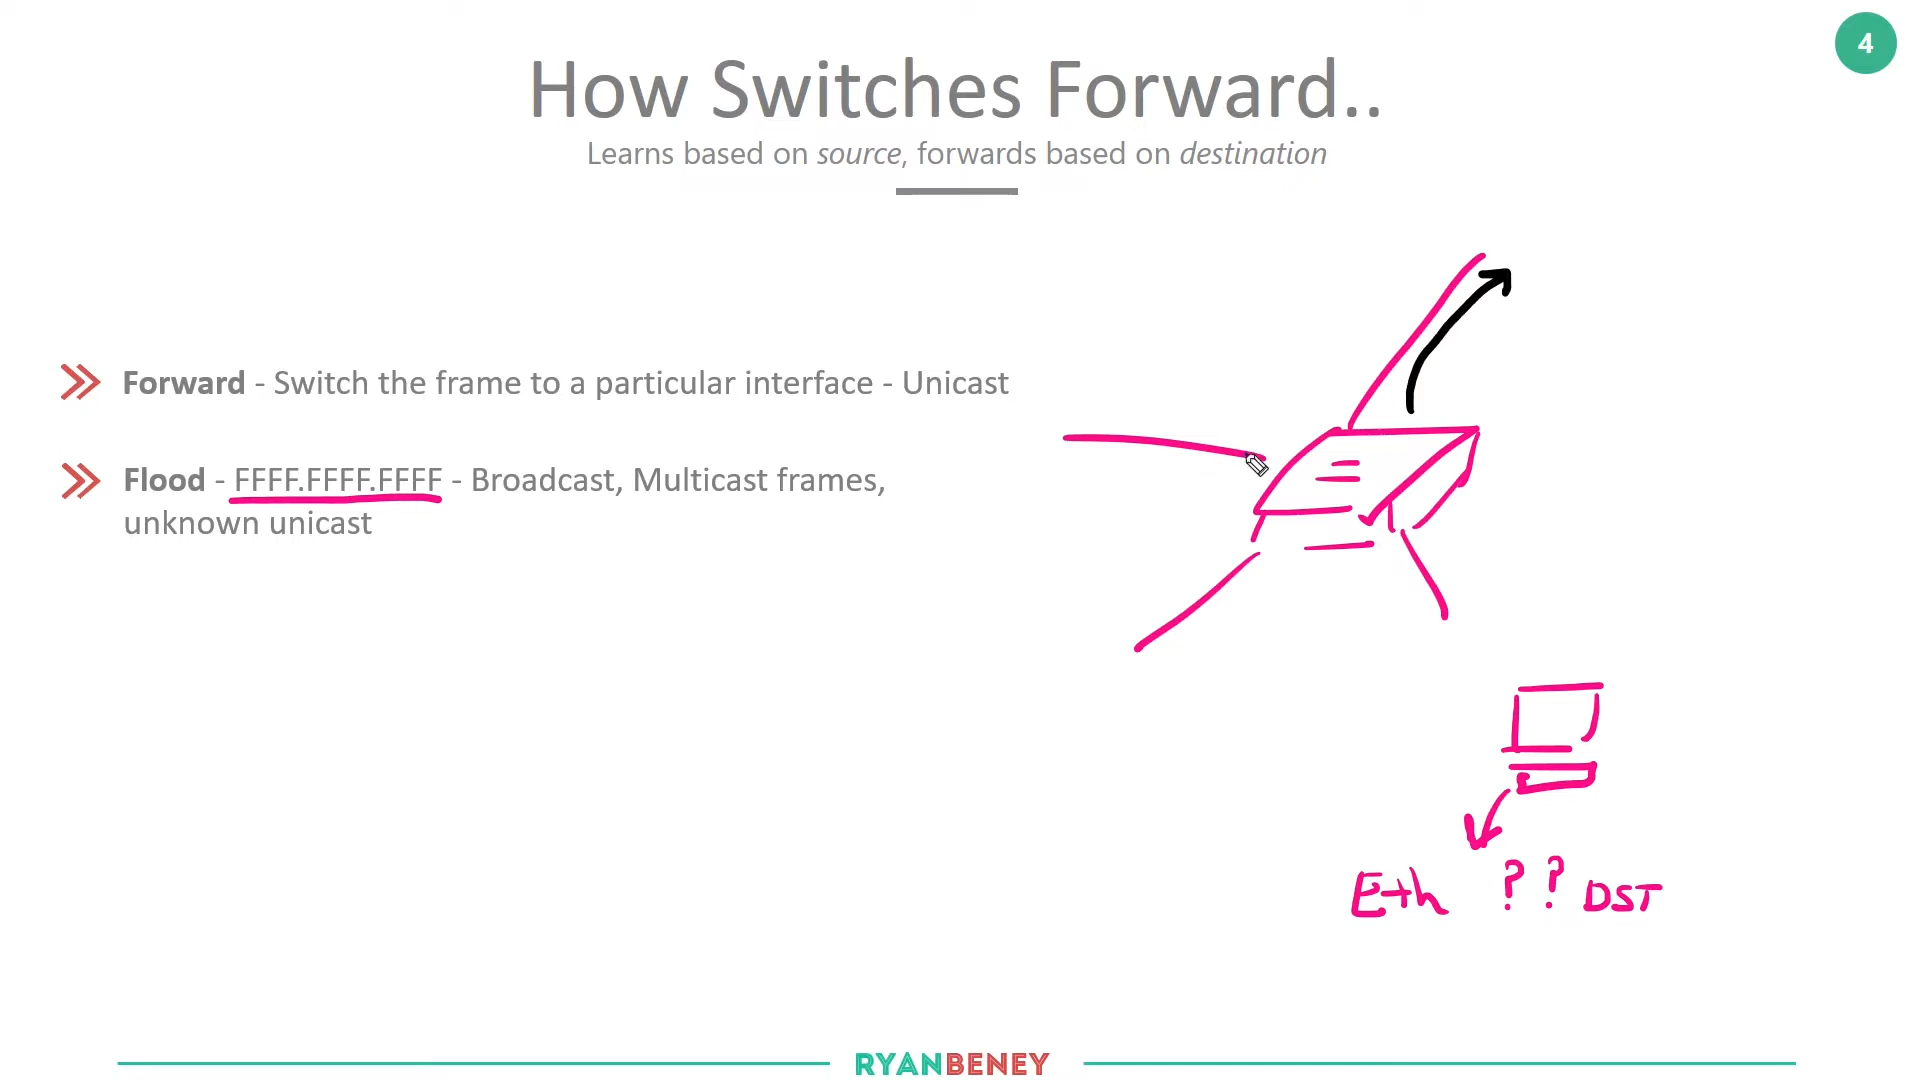 4
How Switches Forward..
Learns based on source, forwards based on destination
Forward - Switch the frame to a particular interface - Unicast
Flood - FFFF.FFFF.FFFF - Broadcast, Multicast frames,
unknown unicast
Eth ? ? DST
RYANBENEY